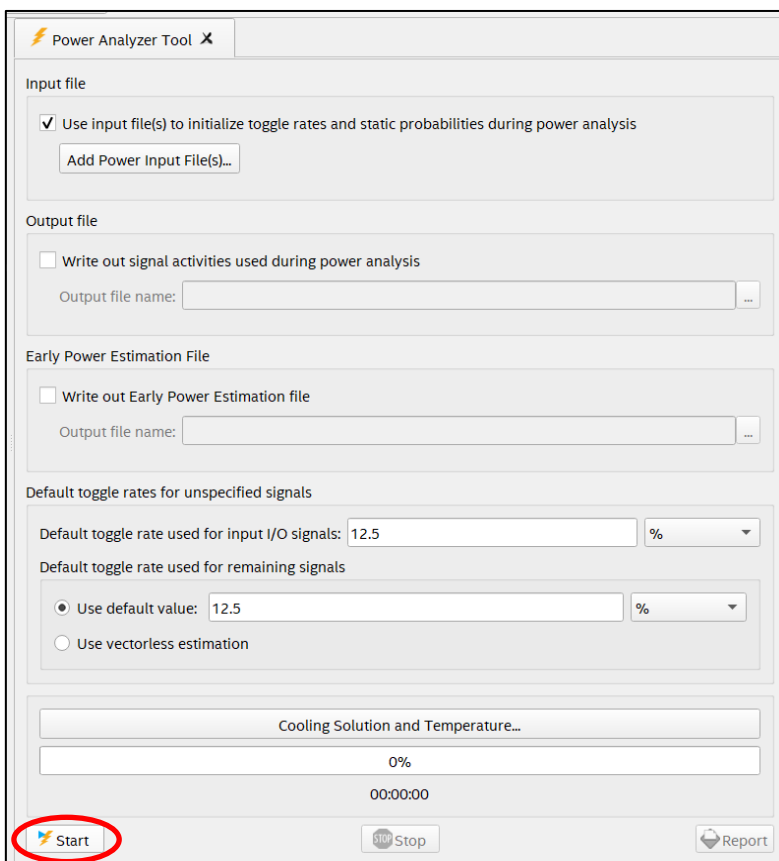 Power Analyzer Tool X
Input file
Use input file(s) to initialize toggle rates and static probabilities during power analysis
Add Power Input File(s)...
Output file
Write out signal activities used during power analysis
Output file name: ...
Early Power Estimation File
Write out Early Power Estimation file
Output file name: ...
Default toggle rates for unspecified signals
Default toggle rate used for input I/O signals: 12.5 %
Default toggle rate used for remaining signals
Use default value: 12.5 %
Use vectorless estimation
Cooling Solution and Temperature...
0%
00:00:00
Start STOP Stop Report